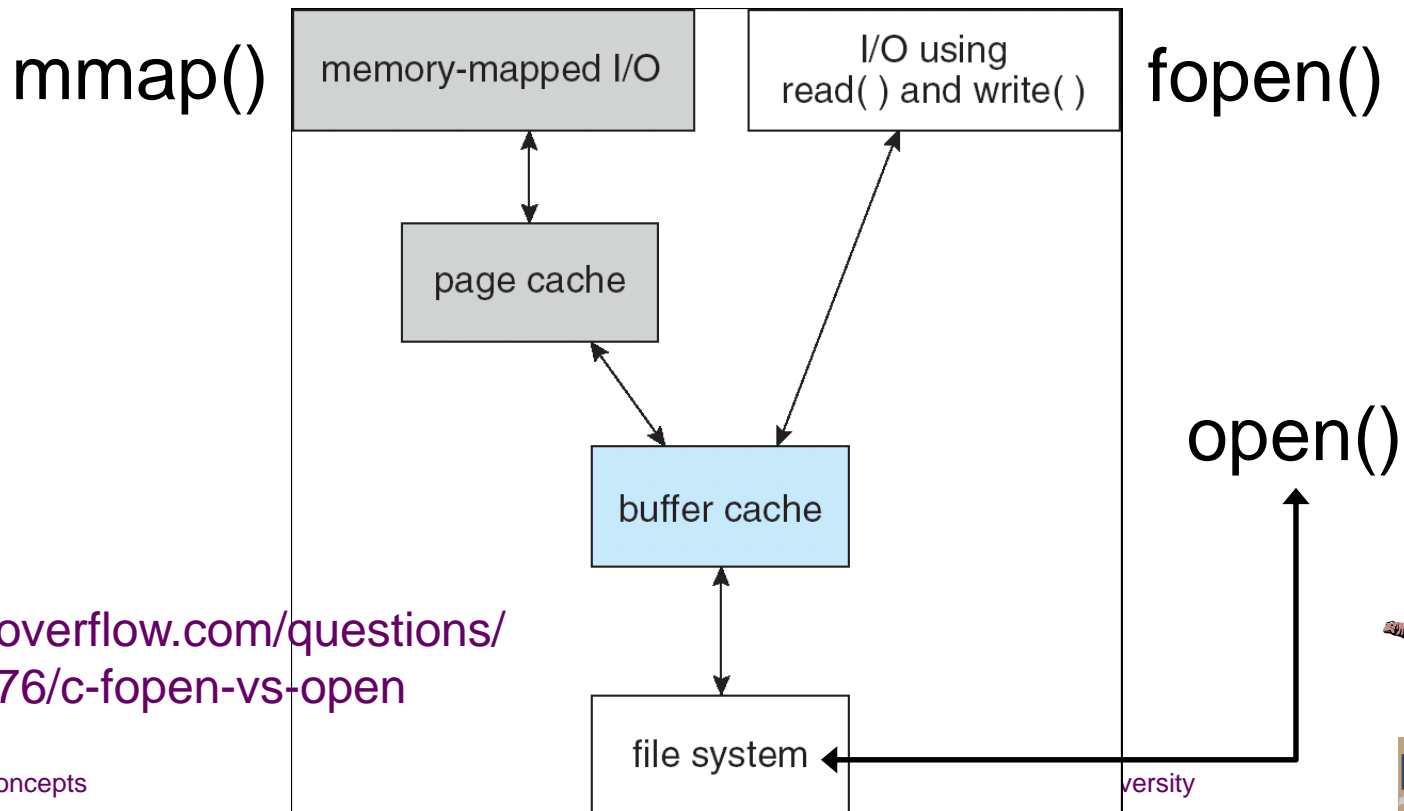 mmap()
memory-mapped I/O
I/O using
read( ) and write( )
fopen()
page cache
open()
buffer cache
overflow.com/questions/
76/c-fopen-vs-open
file system
oncepts
versity